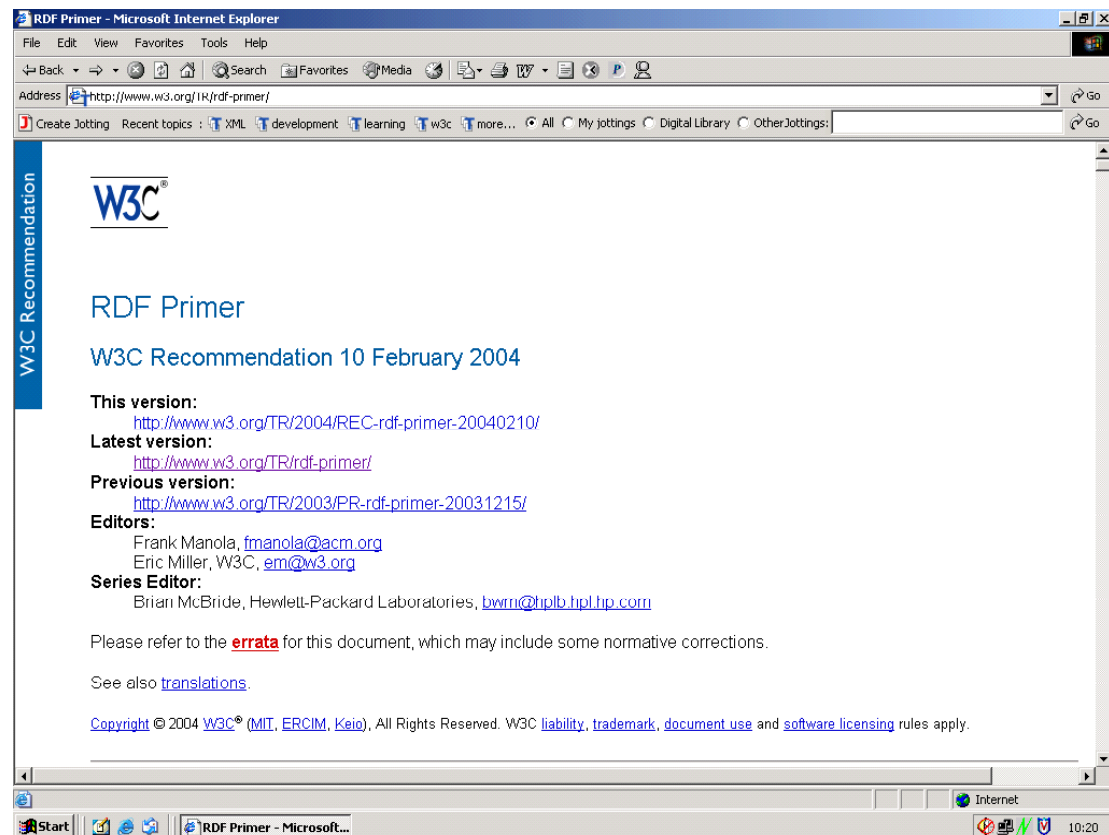 RDF Primer - Microsoft Internet Explorer
File Edit View Favorites Tools Help
Back Search Favorites Media
Address http://www.w3.org/TR/rdf-primer/ Go
Create Jotting Recent topics : XML development learning w3c more... All My jottings Digital Library OtherJottings: Go
W3C Recommendation
W3C®
RDF Primer
W3C Recommendation 10 February 2004
This version:
http://www.w3.org/TR/2004/REC-rdf-primer-20040210/
Latest version:
http://www.w3.org/TR/rdf-primer/
Previous version:
http://www.w3.org/TR/2003/PR-rdf-primer-20031215/
Editors:
Frank Manola, fmanola@acm.org
Eric Miller, W3C, em@w3.org
Series Editor:
Brian McBride, Hewlett-Packard Laboratories, bwm@hplb.hpl.hp.com
Please refer to the errata for this document, which may include some normative corrections.
See also translations.
Copyright © 2004 W3C® (MIT, ERCIM, Keio), All Rights Reserved. W3C liability, trademark, document use and software licensing rules apply.
Internet
Start RDF Primer - Microsoft... 10:20